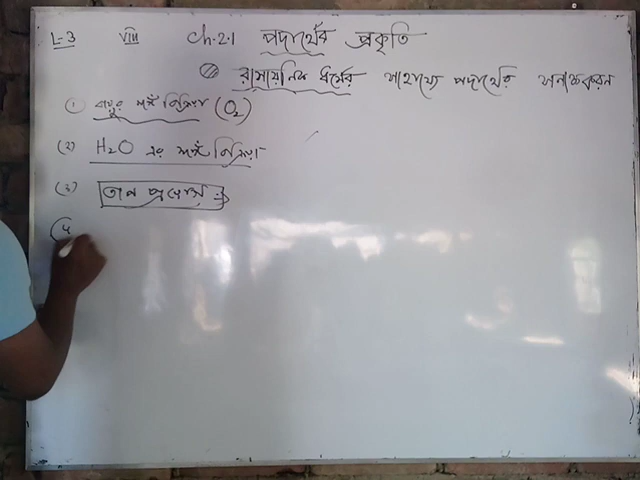 L-3 VIII Ch.2.1 পদার্থের প্রকৃতি
রাসায়নিক ধর্মের সাহায্যে পদার্থের সনাক্তকরন
(1) বায়ুর সঙ্গে বিক্রিয়া (O₂)
(2) H₂O এর সঙ্গে বিক্রিয়া
(3) তাপ প্রয়োগ :→
(4